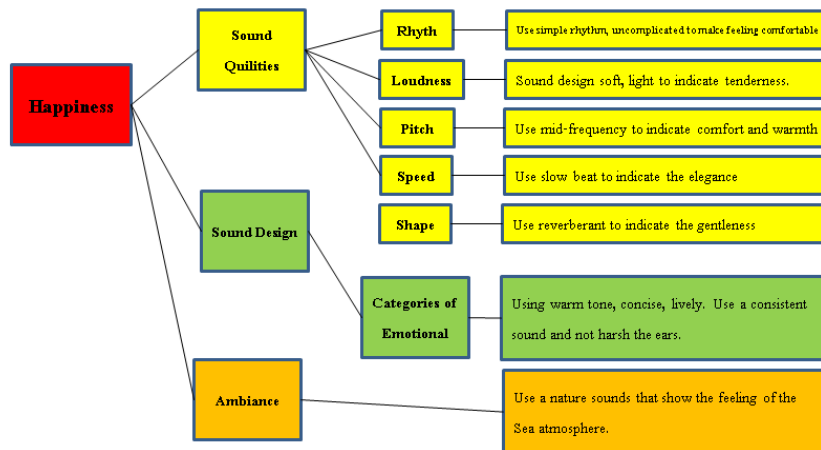 Happiness
Sound
Quilities
Rhyth
Use simple rhythm, uncomplicated to make feeling comfortable
Loudness
Sound design soft, light to indicate tenderness.
Pitch
Use mid-frequency to indicate comfort and warmth
Speed
Use slow beat to indicate the elegance
Shape
Use reverberant to indicate the gentleness
Sound Design
Categories of
Emotional
Using warm tone, concise, lively. Use a consistent
sound and not harsh the ears.
Ambiance
Use a nature sounds that show the feeling of the
Sea atmosphere.